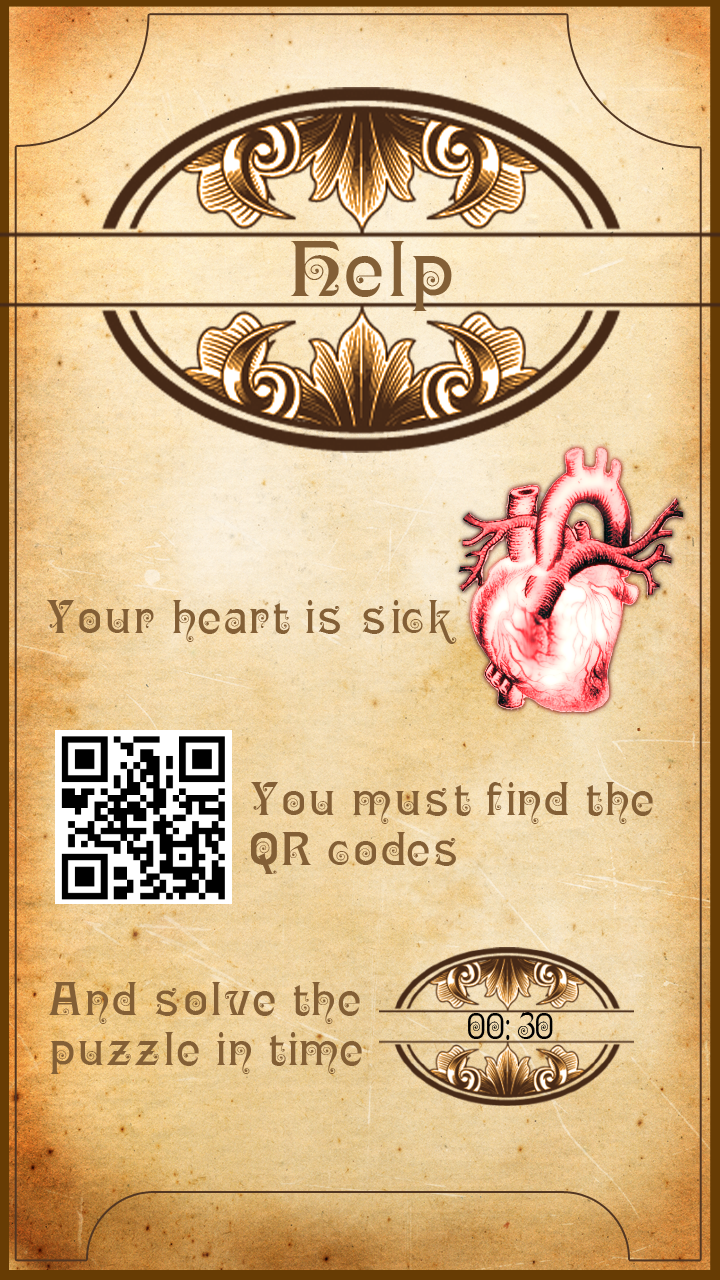 Help
Your heart is sick
You must find the
QR codes
And solve the
puzzle in time
00:30